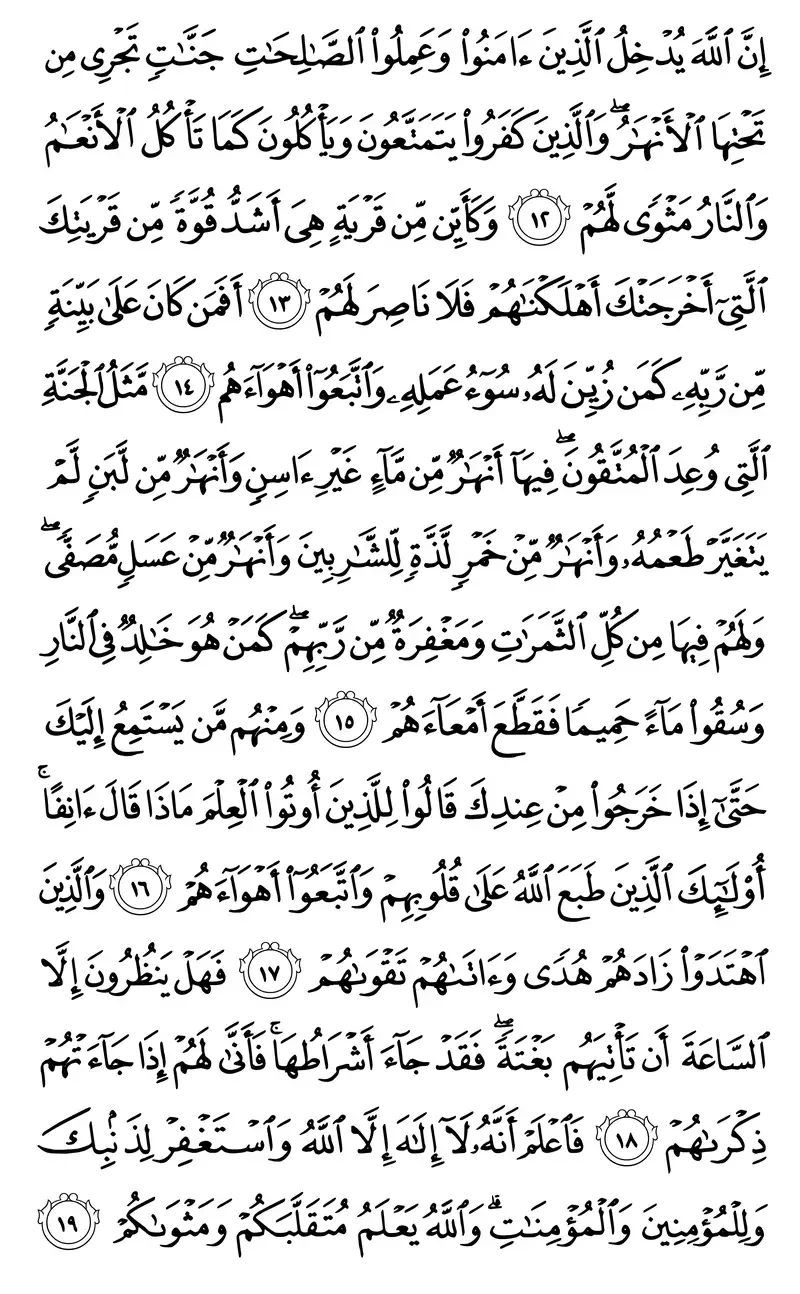 إِنَّ ٱللَّهَ يُدْخِلُ ٱلَّذِينَ ءَامَنُوا۟ وَعَمِلُوا۟ ٱلصَّـٰلِحَـٰتِ جَنَّـٰتٍ تَجْرِى مِن
تَحْتِهَا ٱلْأَنْهَـٰرُ ۖ وَٱلَّذِينَ كَفَرُوا۟ يَتَمَتَّعُونَ وَيَأْكُلُونَ كَمَا تَأْكُلُ ٱلْأَنْعَـٰمُ
وَٱلنَّارُ مَثْوًى لَّهُمْ ١٢ وَكَأَيِّن مِّن قَرْيَةٍ هِىَ أَشَدُّ قُوَّةً مِّن قَرْيَتِكَ
ٱلَّتِىٓ أَخْرَجَتْكَ أَهْلَكْنَـٰهُمْ فَلَا نَاصِرَ لَهُمْ ١٣ أَفَمَن كَانَ عَلَىٰ بَيِّنَةٍ
مِّن رَّبِّهِۦ كَمَن زُيِّنَ لَهُۥ سُوٓءُ عَمَلِهِۦ وَٱتَّبَعُوٓا۟ أَهْوَآءَهُم ١٤ مَّثَلُ ٱلْجَنَّةِ
ٱلَّتِى وُعِدَ ٱلْمُتَّقُونَ ۖ فِيهَآ أَنْهَـٰرٌ مِّن مَّآءٍ غَيْرِ ءَاسِنٍ وَأَنْهَـٰرٌ مِّن لَّبَنٍ لَّمْ
يَتَغَيَّرْ طَعْمُهُۥ وَأَنْهَـٰرٌ مِّنْ خَمْرٍ لَّذَّةٍ لِّلشَّـٰرِبِينَ وَأَنْهَـٰرٌ مِّنْ عَسَلٍ مُّصَفًّى ۖ
وَلَهُمْ فِيهَا مِن كُلِّ ٱلثَّمَرَٰتِ وَمَغْفِرَةٌ مِّن رَّبِّهِمْ ۖ كَمَنْ هُوَ خَـٰلِدٌ فِى ٱلنَّارِ
وَسُقُوا۟ مَآءً حَمِيمًا فَقَطَّعَ أَمْعَآءَهُمْ ١٥ وَمِنْهُم مَّن يَسْتَمِعُ إِلَيْكَ
حَتَّىٰٓ إِذَا خَرَجُوا۟ مِنْ عِندِكَ قَالُوا۟ لِلَّذِينَ أُوتُوا۟ ٱلْعِلْمَ مَاذَا قَالَ ءَانِفًا ۚ
أُو۟لَـٰٓئِكَ ٱلَّذِينَ طَبَعَ ٱللَّهُ عَلَىٰ قُلُوبِهِمْ وَٱتَّبَعُوٓا۟ أَهْوَآءَهُمْ ١٦ وَٱلَّذِينَ
ٱهْتَدَوْا۟ زَادَهُمْ هُدًى وَءَاتَىٰهُمْ تَقْوَىٰهُمْ ١٧ فَهَلْ يَنظُرُونَ إِلَّا
ٱلسَّاعَةَ أَن تَأْتِيَهُم بَغْتَةً ۖ فَقَدْ جَآءَ أَشْرَاطُهَا ۚ فَأَنَّىٰ لَهُمْ إِذَا جَآءَتْهُمْ
ذِكْرَىٰهُمْ ١٨ فَٱعْلَمْ أَنَّهُۥ لَآ إِلَـٰهَ إِلَّا ٱللَّهُ وَٱسْتَغْفِرْ لِذَنۢبِكَ
وَلِلْمُؤْمِنِينَ وَٱلْمُؤْمِنَـٰتِ ۗ وَٱللَّهُ يَعْلَمُ مُتَقَلَّبَكُمْ وَمَثْوَىٰكُمْ ١٩